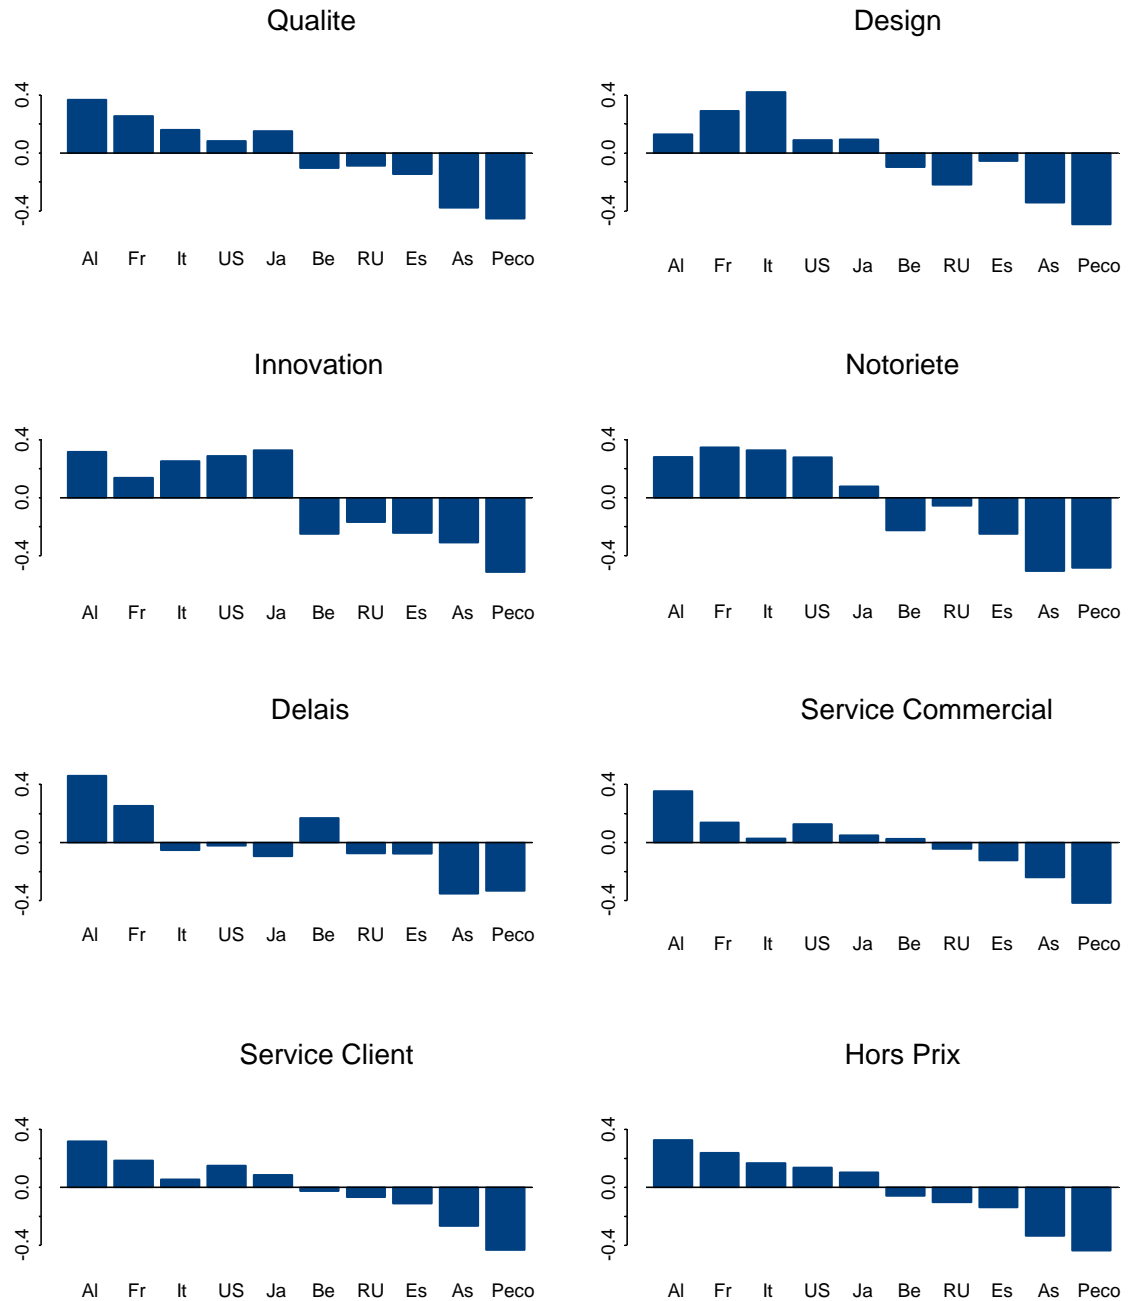 Qualite
0.4
0.0
-0.4
Al Fr It US Ja Be RU Es As Peco
Design
0.4
0.0
-0.4
Al Fr It US Ja Be RU Es As Peco
Innovation
0.4
0.0
-0.4
Al Fr It US Ja Be RU Es As Peco
Notoriete
0.4
0.0
-0.4
Al Fr It US Ja Be RU Es As Peco
Delais
0.4
0.0
-0.4
Al Fr It US Ja Be RU Es As Peco
Service Commercial
0.4
0.0
-0.4
Al Fr It US Ja Be RU Es As Peco
Service Client
0.4
0.0
-0.4
Al Fr It US Ja Be RU Es As Peco
Hors Prix
0.4
0.0
-0.4
Al Fr It US Ja Be RU Es As Peco